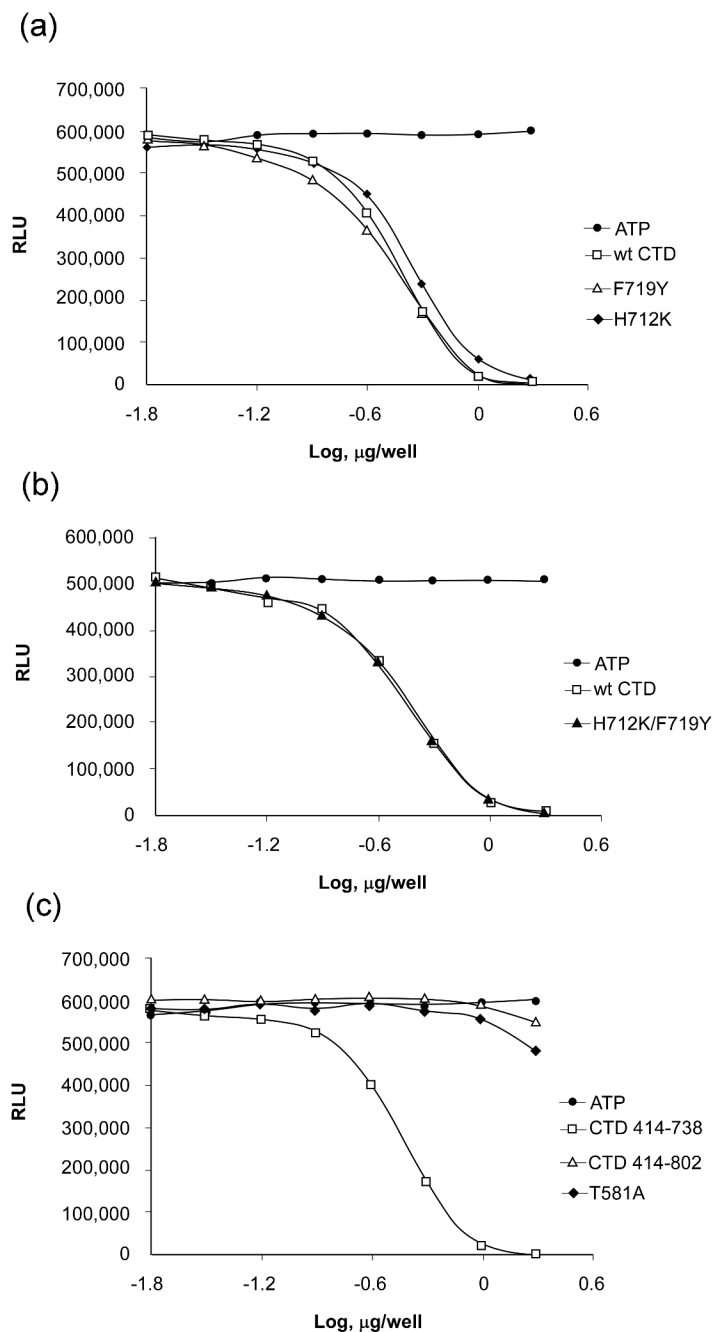 (a)
700,000
600,000
500,000
400,000
300,000
200,000
100,000
0
RLU
-1.8
-1.2
-0.6
0
0.6
Log, μg/well
ATP
wt CTD
F719Y
H712K
(b)
600,000
500,000
400,000
300,000
200,000
100,000
0
RLU
-1.8
-1.2
-0.6
0
0.6
Log, μg/well
ATP
wt CTD
H712K/F719Y
(c)
700,000
600,000
500,000
400,000
300,000
200,000
100,000
0
RLU
-1.8
-1.2
-0.6
0
0.6
Log, μg/well
ATP
CTD 414-738
CTD 414-802
T581A